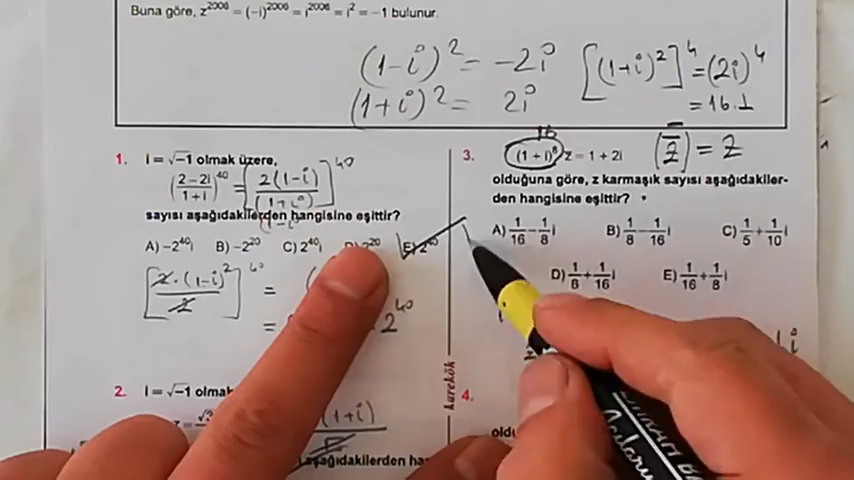 Buna göre, z²⁰⁰⁶ = (-i)²⁰⁰⁶ = i²⁰⁰⁶ = i² = -1 bulunur.
(1-i)² = -2i
(1+i)² = 2i
[(1+i)²]⁴ = (2i)⁴
= 16.1
1. i = √-1 olmak üzere,
(2-2i/1+i)⁴⁰ = [2(1-i)/(1+i)]⁴⁰
(1-i)
sayısı aşağıdakilerden hangisine eşittir?
A) -2⁴⁰i B) -2²⁰ C) 2⁴⁰i D) 2²⁰ E) 2⁴⁰
[2.(1-i)²/2]⁴⁰ =
= 2⁴⁰
2. i = √-1 olma
(1+i)
aşağıdakilerden ha
karekök
16
3. (1 + i)⁸ z = 1 + 2i
(z̄) = z
olduğuna göre, z karmaşık sayısı aşağıdakiler-
den hangisine eşittir?
A) 1/16 - 1/8 i B) 1/8 - 1/16 i C) 1/5 + 1/10 i
D) 1/8 + 1/16 i E) 1/16 + 1/8 i
4.
olduğ